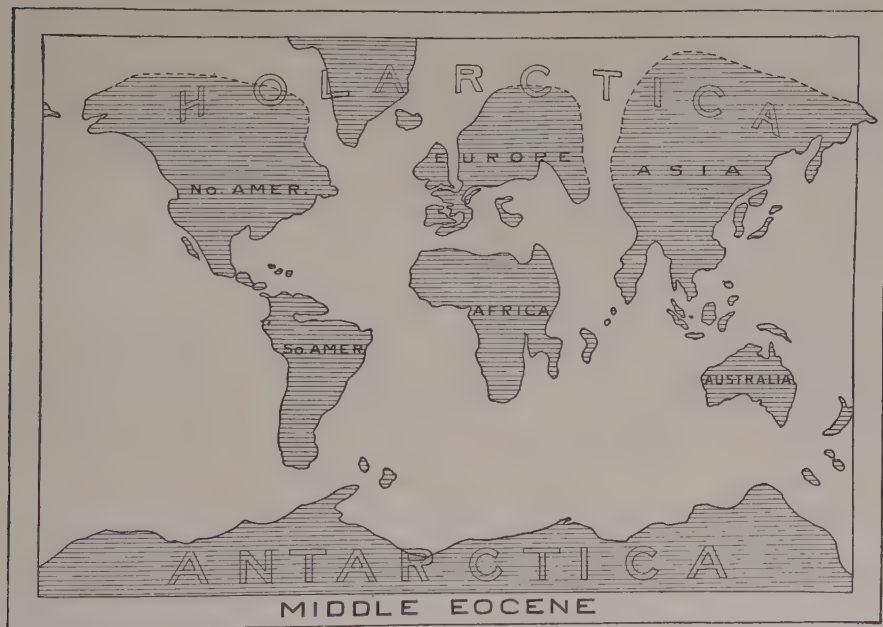 HOLARCTICA
EUROPE
ASIA
No. AMER.
AFRICA
So. AMER.
AUSTRALIA
ANTARCTICA
MIDDLE EOCENE